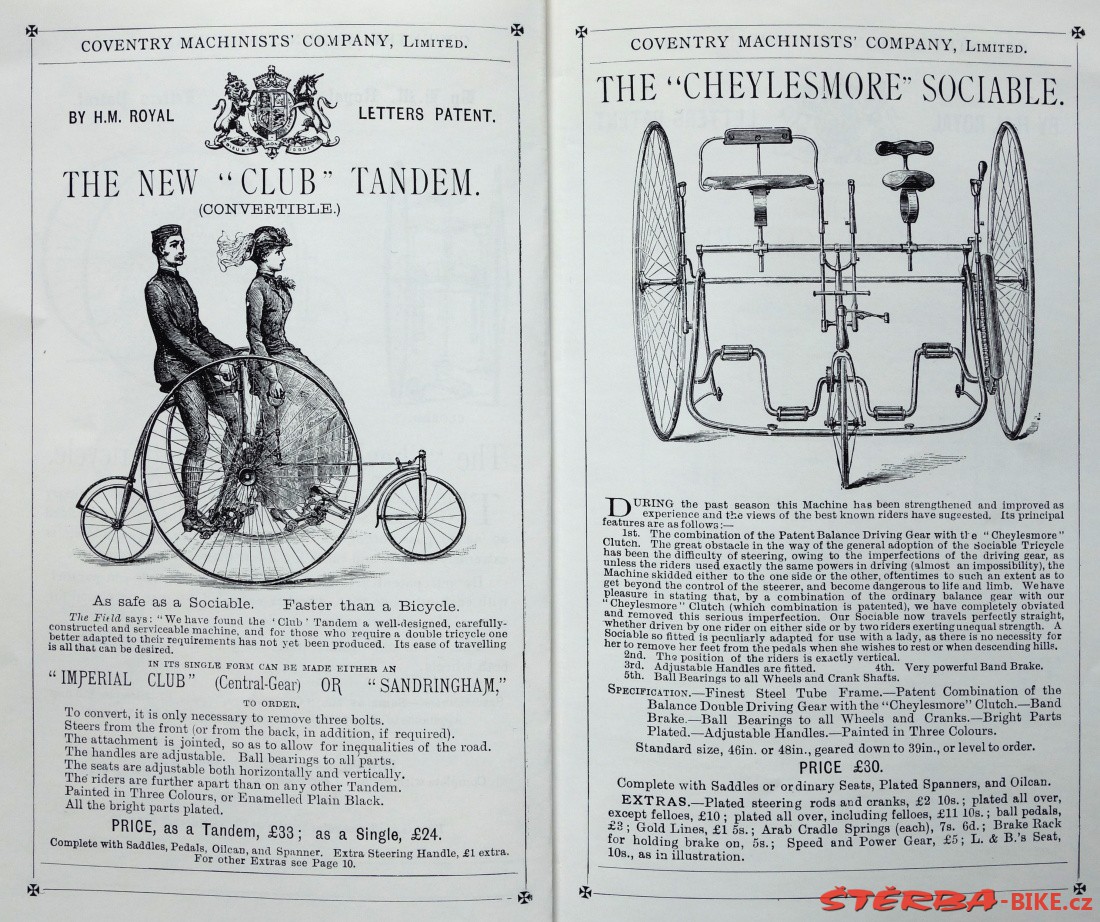 COVENTRY MACHINISTS' COMPANY, LIMITED.
BY H.M. ROYAL LETTERS PATENT.
THE NEW "CLUB" TANDEM.
(CONVERTIBLE.)
As safe as a Sociable. Faster than a Bicycle.
The Field says: "We have found the 'Club' Tandem a well-designed, carefully-
constructed and serviceable machine, and for those who require a double tricycle one
better adapted to their requirements has not yet been produced. Its ease of travelling
is all that can be desired.
IN ITS SINGLE FORM CAN BE MADE EITHER AN
"IMPERIAL CLUB" (Central-Gear) OR "SANDRINGHAM,"
TO ORDER.
To convert, it is only necessary to remove three bolts.
Steers from the front (or from the back, in addition, if required).
The attachment is jointed, so as to allow for inequalities of the road.
The handles are adjustable. Ball bearings to all parts.
The seats are adjustable both horizontally and vertically.
The riders are further apart than on any other Tandem.
Painted in Three Colours, or Enamelled Plain Black.
All the bright parts plated.
PRICE, as a Tandem, £33; as a Single, £24.
Complete with Saddles, Pedals, Oilcan, and Spanner. Extra Steering Handle, £1 extra.
For other Extras see Page 10.
COVENTRY MACHINISTS' COMPANY, LIMITED.
THE "CHEYLESMORE" SOCIABLE.
DURING the past season this Machine has been strengthened and improved as
experience and the views of the best known riders have suggested. Its principal
features are as follows:—
1st. The combination of the Patent Balance Driving Gear with the "Cheylesmore"
Clutch. The great obstacle in the way of the general adoption of the Sociable Tricycle
has been the difficulty of steering, owing to the imperfections of the driving gear, as
unless the riders used exactly the same powers in driving (almost an impossibility), the
Machine skidded either to the one side or the other, oftentimes to such an extent as to
get beyond the control of the steerer, and become dangerous to life and limb. We have
pleasure in stating that, by a combination of the ordinary balance gear with our
"Cheylesmore" Clutch (which combination is patented), we have completely obviated
and removed this serious imperfection. Our Sociable now travels perfectly straight,
whether driven by one rider on either side or by two riders exerting unequal strength. A
Sociable so fitted is peculiarly adapted for use with a lady, as there is no necessity for
her to remove her feet from the pedals when she wishes to rest or when descending hills.
2nd. The position of the riders is exactly vertical.
3rd. Adjustable Handles are fitted. 4th. Very powerful Band Brake.
5th. Ball Bearings to all Wheels and Crank Shafts.
SPECIFICATION.—Finest Steel Tube Frame.—Patent Combination of the
Balance Double Driving Gear with the "Cheylesmore" Clutch.—Band
Brake.—Ball Bearings to all Wheels and Cranks.—Bright Parts
Plated.—Adjustable Handles.—Painted in Three Colours.
Standard size, 46in. or 48in., geared down to 39in., or level to order.
PRICE £30.
Complete with Saddles or ordinary Seats, Plated Spanners, and Oilcan.
EXTRAS.—Plated steering rods and cranks, £2 10s.; plated all over,
except felloes, £10; plated all over, including felloes, £11 10s.; ball pedals,
£3; Gold Lines, £1 5s.; Arab Cradle Springs (each), 7s. 6d.; Brake Rack
for holding brake on, 5s.; Speed and Power Gear, £5; L. & B.'s Seat,
10s., as in illustration.
ŠTĚRBA-BIKE.cz